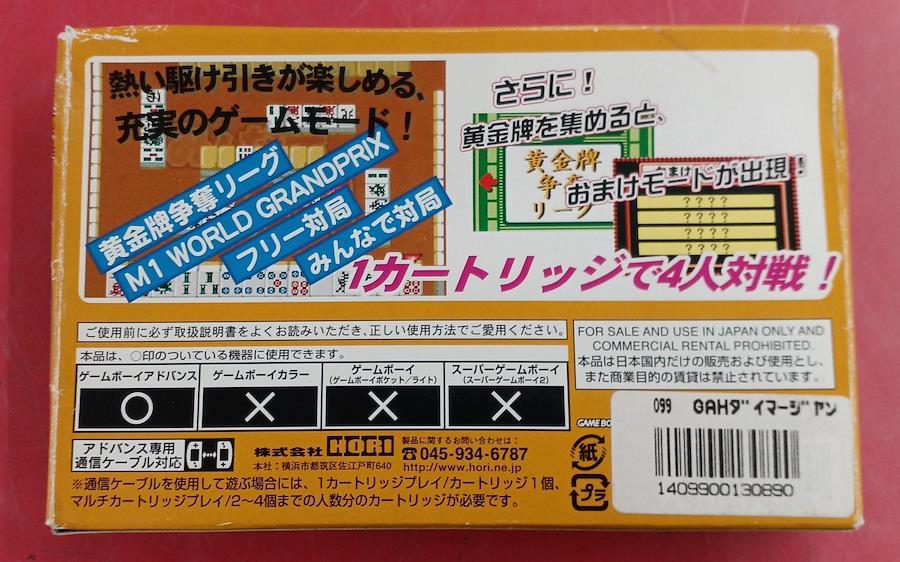 熱い駆け引きが楽しめる、
充実のゲームモード！
黄金牌争奪リーグ
M1 WORLD GRANDPRIX
フリー対局
みんなで対局
さらに！
黄金牌を集めると、
おまけモードが出現！
黄金牌
争奪
リーグ
？？？？
？？？？
？？？？
？？？？
1カートリッジで4人対戦！
ご使用前に必ず取扱説明書をよくお読みいただき、正しい使用方法でご愛用ください。
本品は、○印のついている機器に使用できます。
ゲームボーイアドバンス
ゲームボーイカラー
ゲームボーイ
(ゲームボーイポケット/ライト)
スーパーゲームボーイ
(スーパーゲームボーイ2)
○ × × ×
FOR SALE AND USE IN JAPAN ONLY AND
COMMERCIAL RENTAL PROHIBITED.
本品は日本国内だけの販売および使用とし、
また商業目的の賃貸は禁止されています。
アドバンス専用
通信ケーブル対応
株式会社 HORI
本社：横浜市都筑区佐江戸町640
製品に関するお問い合わせは：
☎045-934-6787
http://www.hori.ne.jp
※通信ケーブルを使用して遊ぶ場合には、1カートリッジプレイ/カートリッジ1個、
マルチカートリッジプレイ/2～4個までの人数分のカートリッジが必要です。
紙
プラ
GAME BO
099 GAHダイマージャン
1409900130890